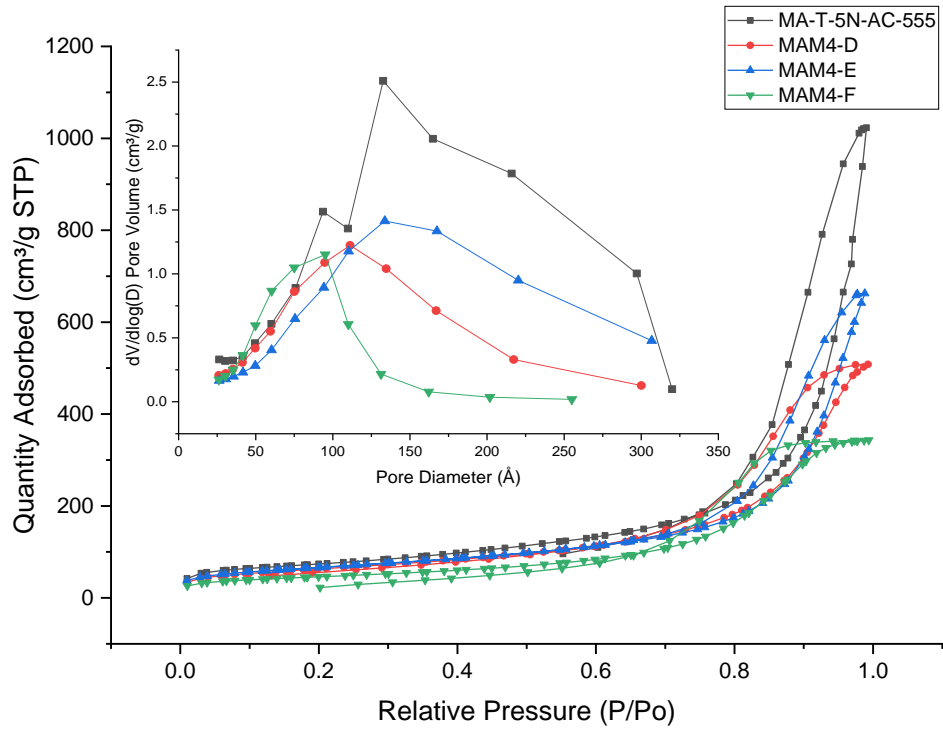 MA-T-5N-AC-555
MAM4-D
MAM4-E
MAM4-F
1200
1000
800
600
400
200
0
Quantity Adsorbed (cm³/g STP)
2.5
2.0
1.5
1.0
0.5
0.0
dV/dlog(D) Pore Volume (cm³/g)
0 50 100 150 200 250 300 350
Pore Diameter (Å)
0.0 0.2 0.4 0.6 0.8 1.0
Relative Pressure (P/Po)